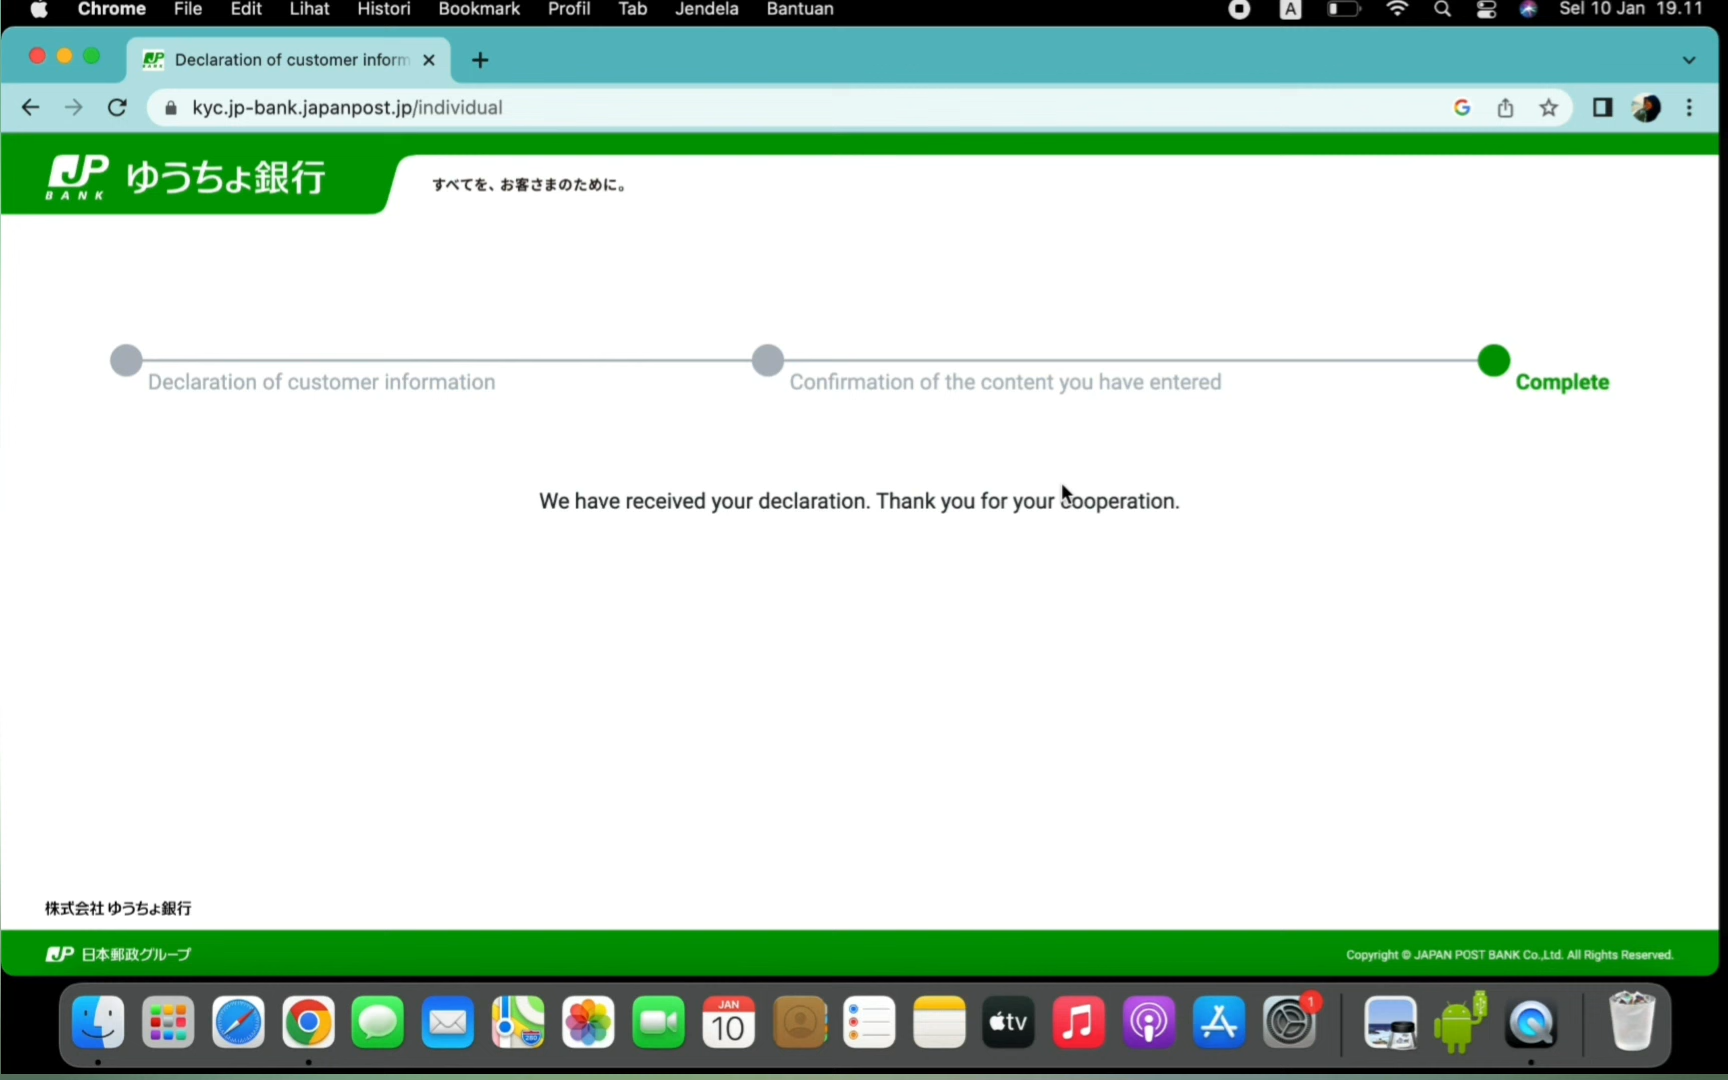 Chrome File Edit Lihat Histori Bookmark Profil Tab Jendela Bantuan A Sel 10 Jan 19.11
JP BANK Declaration of customer inform
kyc.jp-bank.japanpost.jp/individual G
JP BANK ゆうちょ銀行 すべてを、お客さまのために。
Declaration of customer information Confirmation of the content you have entered Complete
We have received your declaration. Thank you for your cooperation.
株式会社 ゆうちょ銀行
JP 日本郵政グループ Copyright © JAPAN POST BANK Co.,Ltd. All Rights Reserved.
JAN
10
280
tv
1